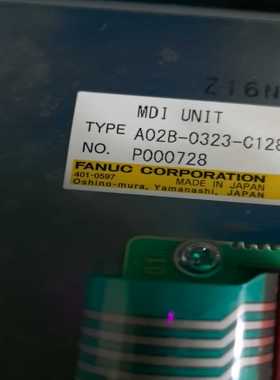 MDI UNIT
TYPE A02B-0323-C128
NO. P000728
FANUC CORPORATION
401-0597 MADE IN JAPAN
Oshino-mura, Yamanashi, JAPAN
01